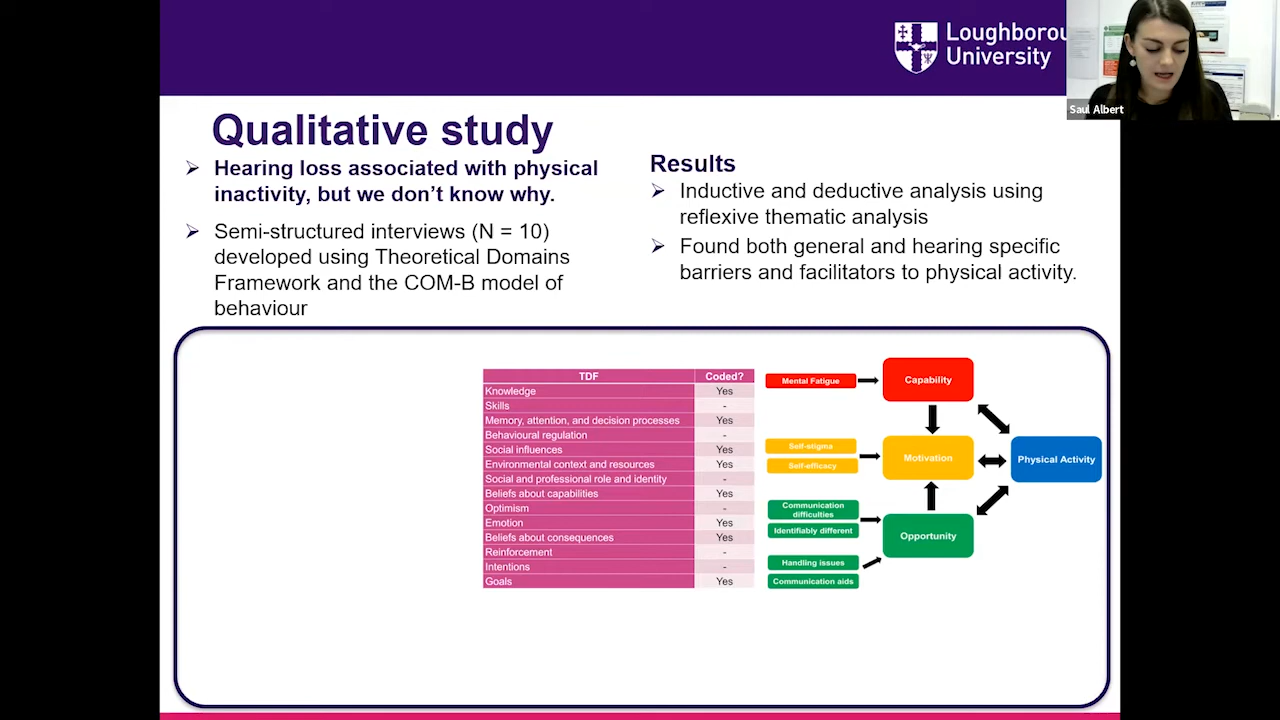 Loughborou
University
Saul Albert
Qualitative study
➢ Hearing loss associated with physical
inactivity, but we don't know why.
➢ Semi-structured interviews (N = 10)
developed using Theoretical Domains
Framework and the COM-B model of
behaviour
Results
➢ Inductive and deductive analysis using
reflexive thematic analysis
➢ Found both general and hearing specific
barriers and facilitators to physical activity.
TDF Coded?
Knowledge Yes
Skills -
Memory, attention, and decision processes Yes
Behavioural regulation -
Social influences Yes
Environmental context and resources Yes
Social and professional role and identity -
Beliefs about capabilities Yes
Optimism -
Emotion Yes
Beliefs about consequences Yes
Reinforcement -
Intentions -
Goals Yes
Mental Fatigue
Capability
Self-stigma
Self-efficacy
Motivation
Physical Activity
Communication
difficulties
Identifiably different
Opportunity
Handling issues
Communication aids